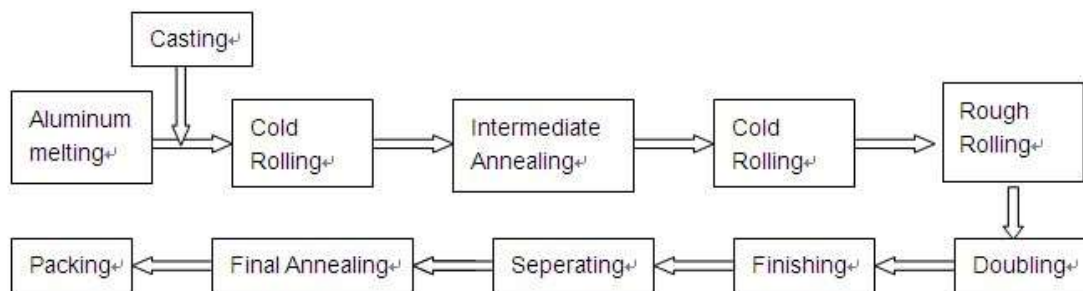 Casting
Aluminum
melting
Cold
Rolling
Intermediate
Annealing
Cold
Rolling
Rough
Rolling
Doubling
Finishing
Seperating
Final Annealing
Packing